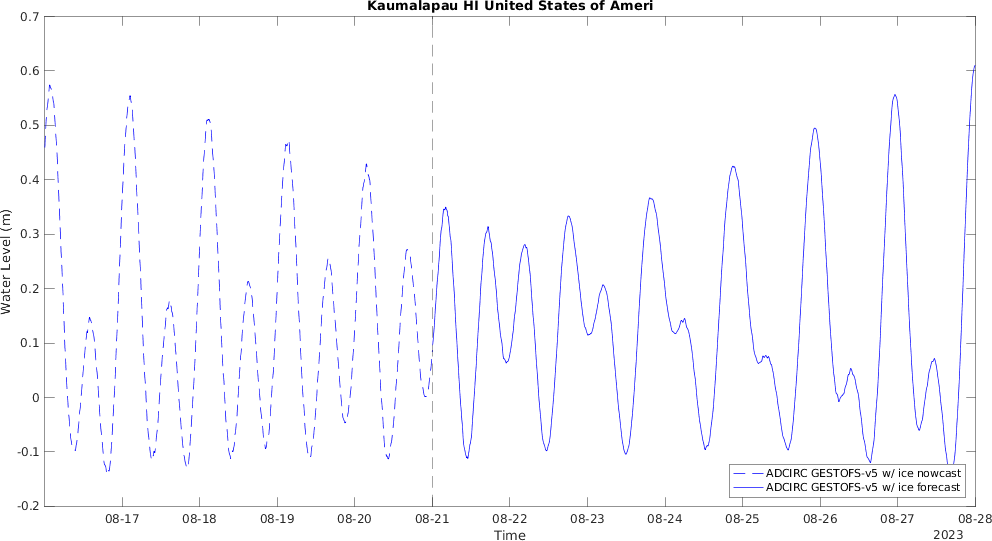 Kaumalapau HI United States of Ameri
0.7
0.6
0.5
0.4
0.3
0.2
0.1
0
-0.1
-0.2
Water Level (m)
ADCIRC GESTOFS-v5 w/ ice nowcast
ADCIRC GESTOFS-v5 w/ ice forecast
08-17 08-18 08-19 08-20 08-21 08-22 08-23 08-24 08-25 08-26 08-27 08-28
Time
2023